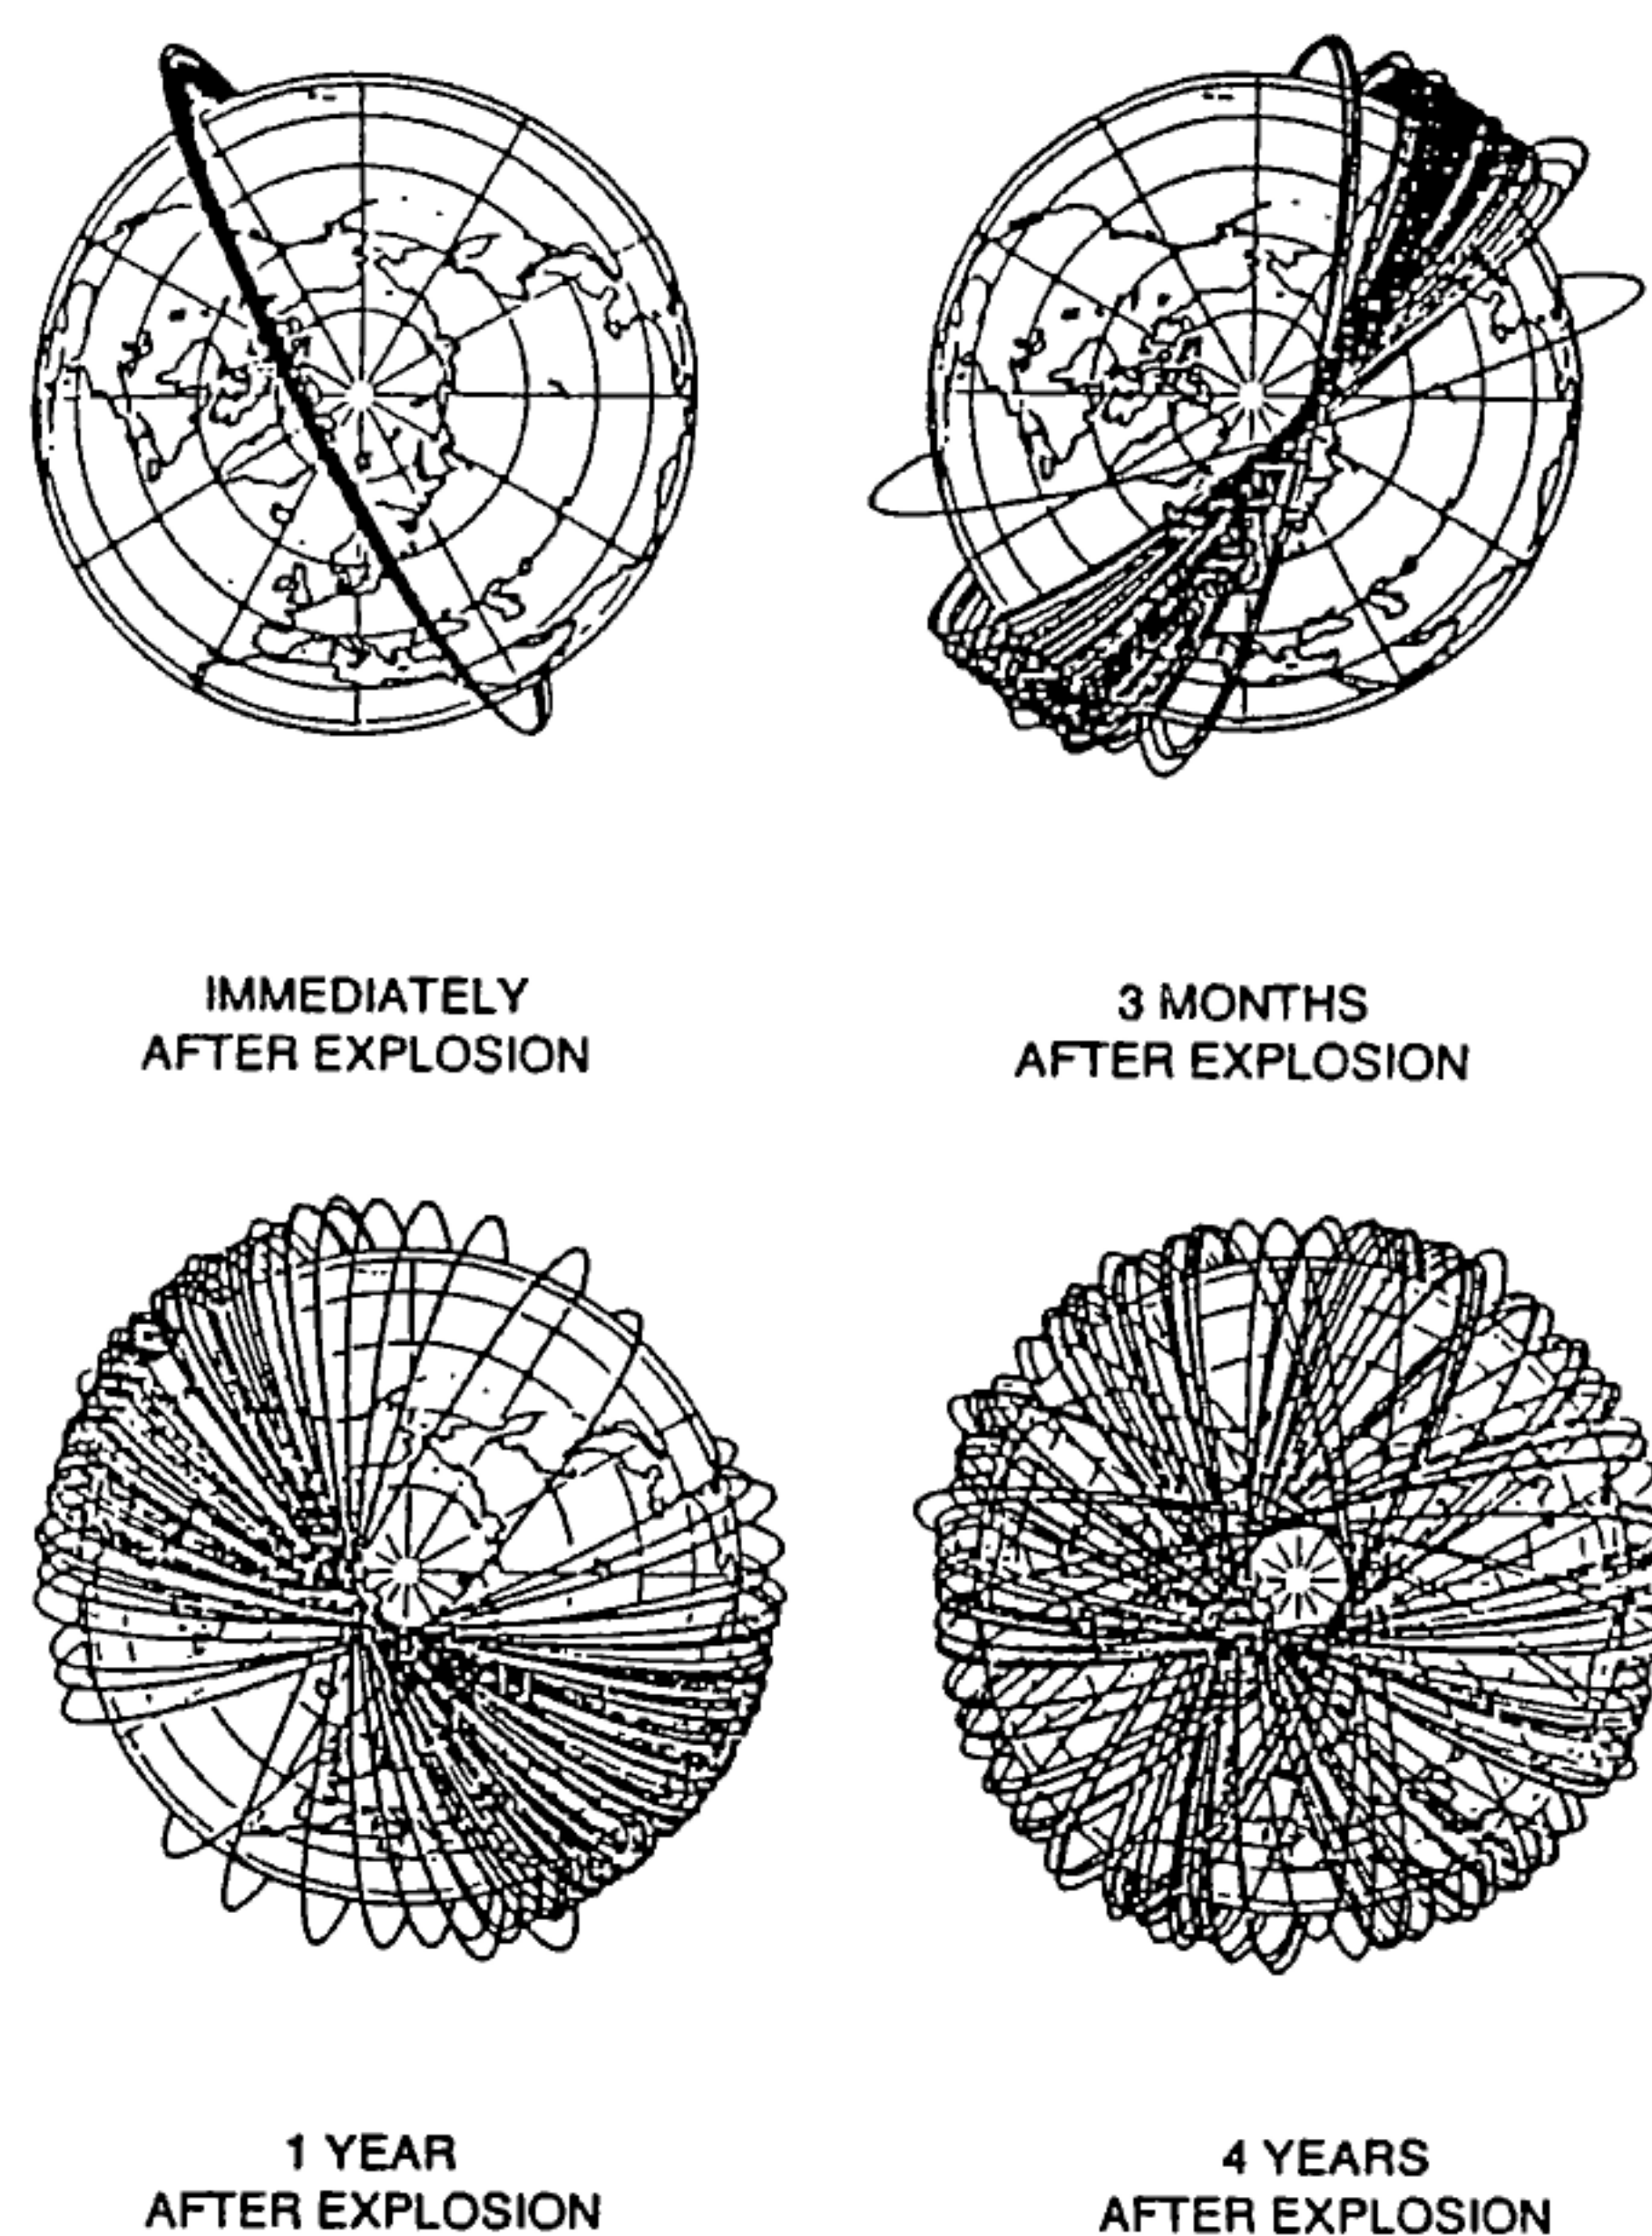 IMMEDIATELY
AFTER EXPLOSION
3 MONTHS
AFTER EXPLOSION
1 YEAR
AFTER EXPLOSION
4 YEARS
AFTER EXPLOSION